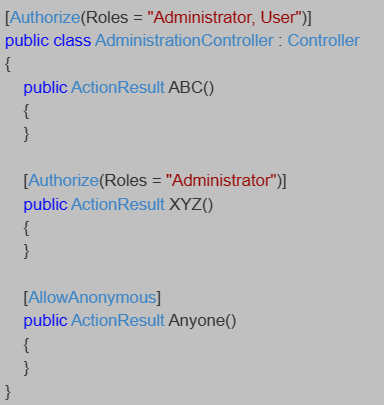 [Authorize(Roles = "Administrator, User")]
public class AdministrationController : Controller
{
public ActionResult ABC()
{
}
[Authorize(Roles = "Administrator")]
public ActionResult XYZ()
{
}
[AllowAnonymous]
public ActionResult Anyone()
{
}
}